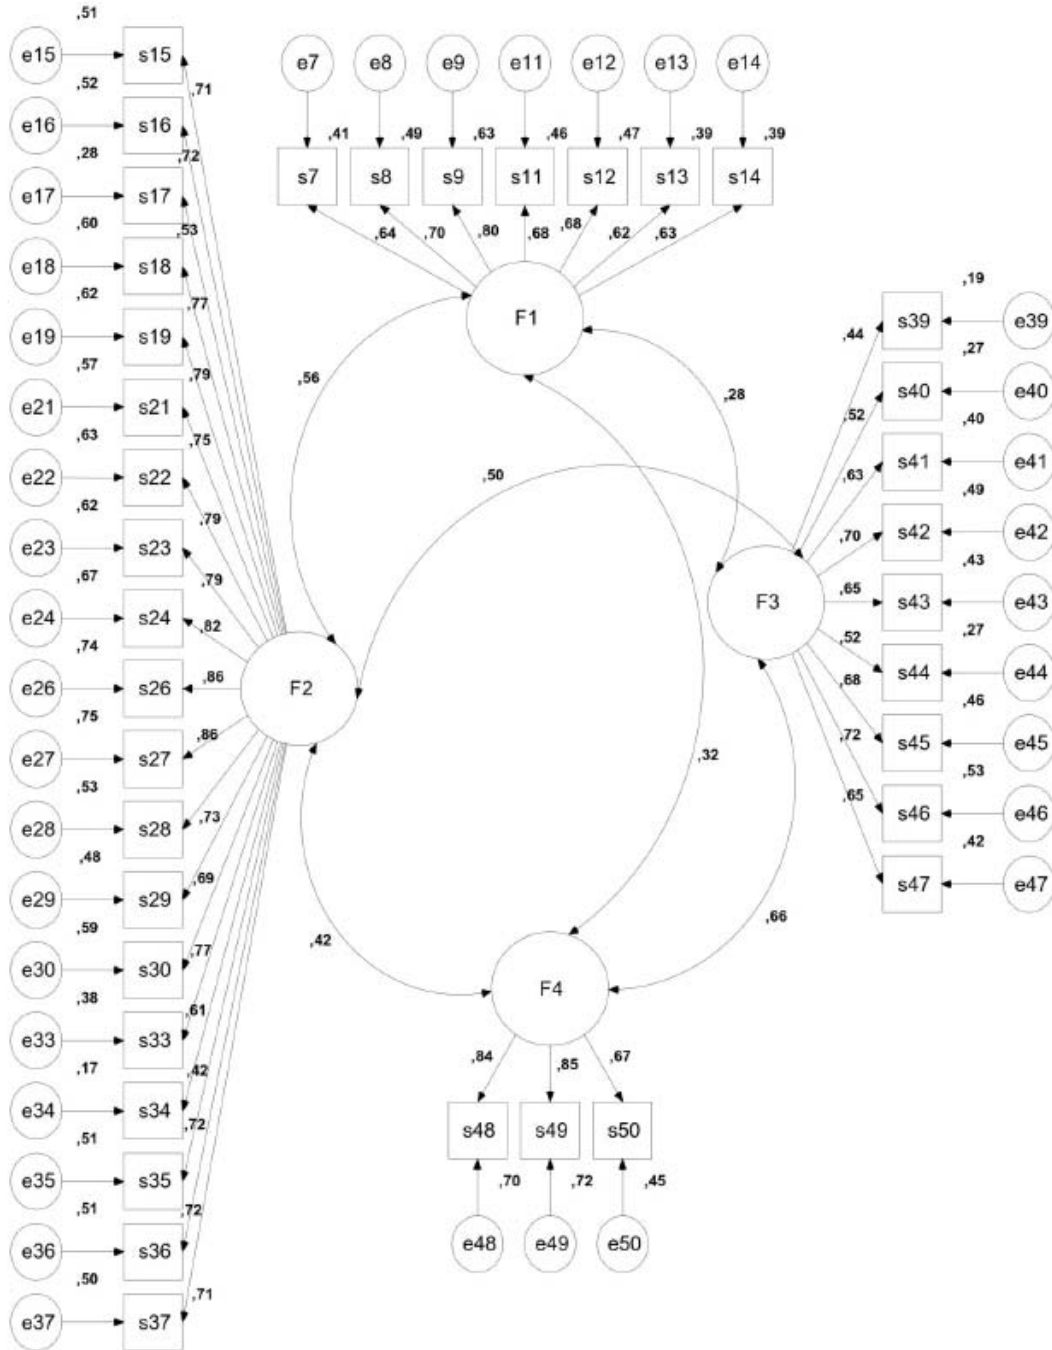 ,51
e15 s15
,52 ,71
e16 s16
,28 ,72
e17 s17
,60 ,53
e18 s18
,62 ,77
e19 s19
,57 ,79
e21 s21
,63 ,75
e22 s22
,62 ,79
e23 s23
,67 ,79
e24 s24 ,82
,74
e26 s26 ,86
,75
e27 s27 ,86
,53
e28 s28 ,73
,48
e29 s29 ,69
,59
e30 s30 ,77
,38
e33 s33 ,61
,17
e34 s34 ,42
,51 ,72
e35 s35
,51 ,72
e36 s36
,50 ,71
e37 s37
F2
e7 e8 e9 e11 e12 e13 e14
,41 ,49 ,63 ,46 ,47 ,39 ,39
s7 s8 s9 s11 s12 s13 s14
,64 ,70 ,80 ,68 ,68 ,62 ,63
F1
,56
,28
,50
,32
,42
,66
,19
,44 s39 e39
,27
,52 s40 e40
,40
,63 s41 e41
,49
,70 s42 e42
,43
,65 s43 e43
,27
,52 s44 e44
,68 ,46
s45 e45
,72 ,53
,65 s46 e46
,42
s47 e47
F3
F4
,84 ,85 ,67
s48 s49 s50
,70 ,72 ,45
e48 e49 e50